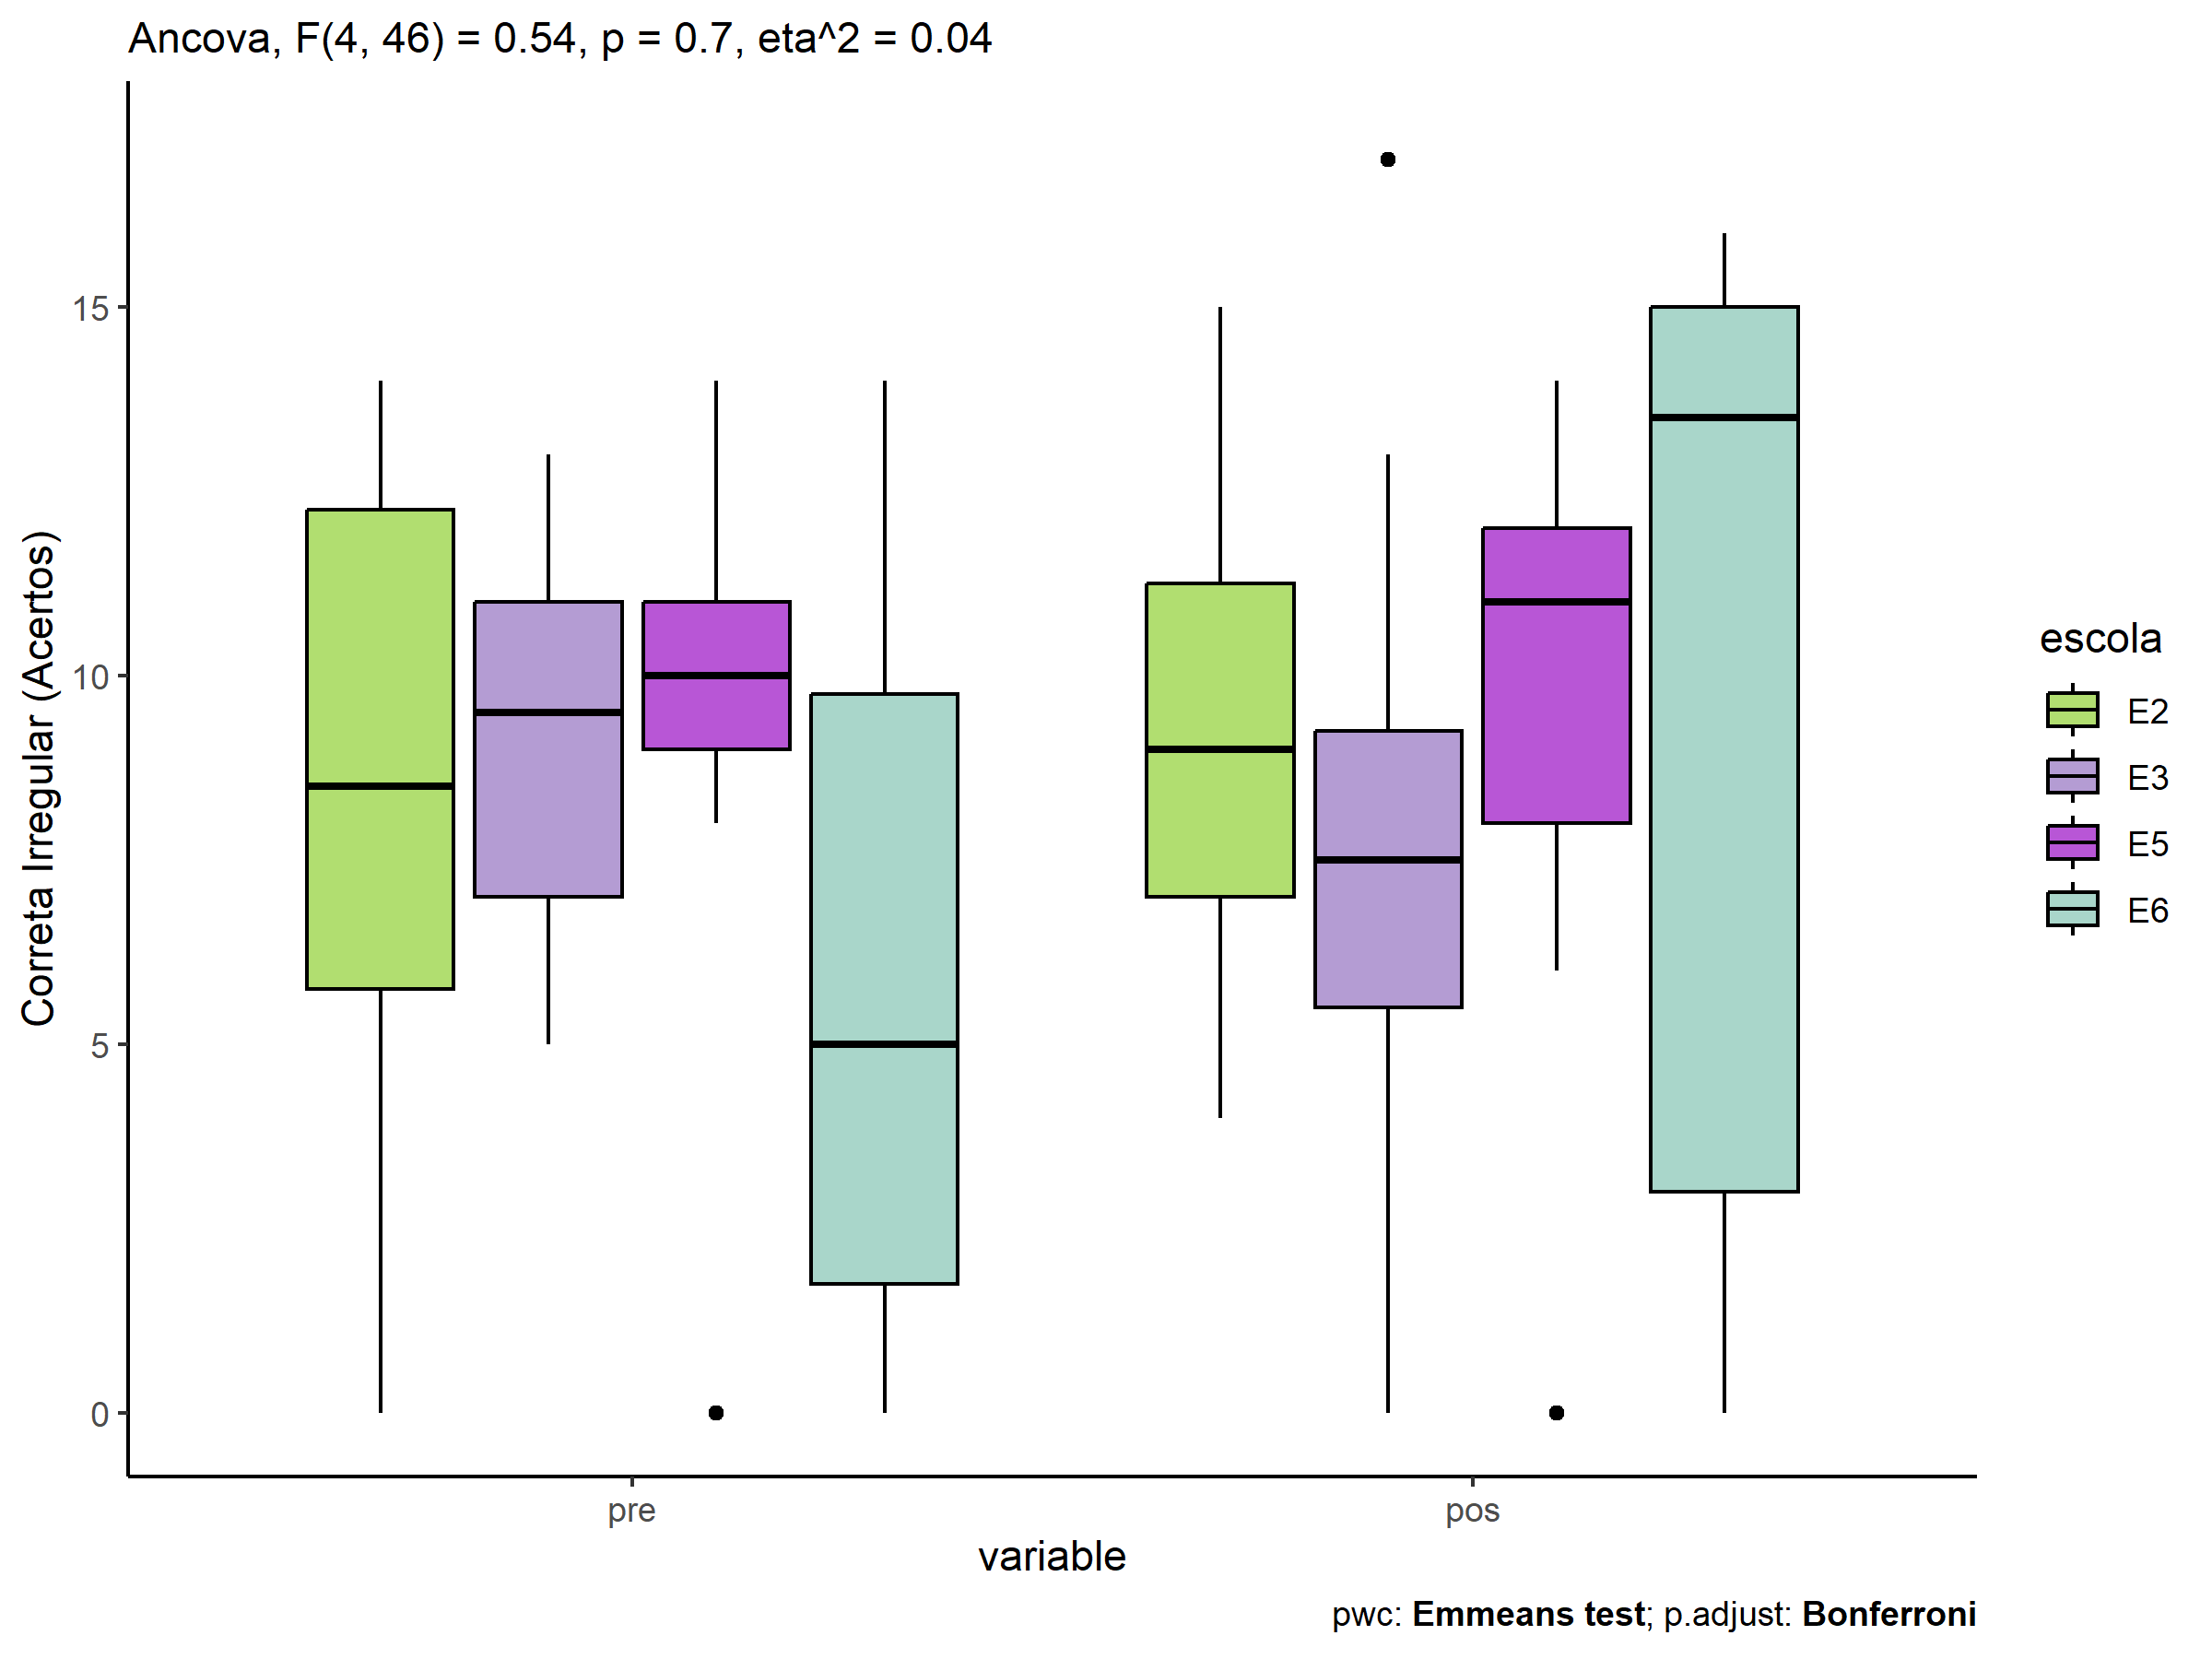 Ancova, F(4, 46) = 0.54, p = 0.7, eta^2 = 0.04
Correta Irregular (Acertos)
15
10
5
0
pre
pos
variable
escola
E2
E3
E5
E6
pwc: Emmeans test; p.adjust: Bonferroni